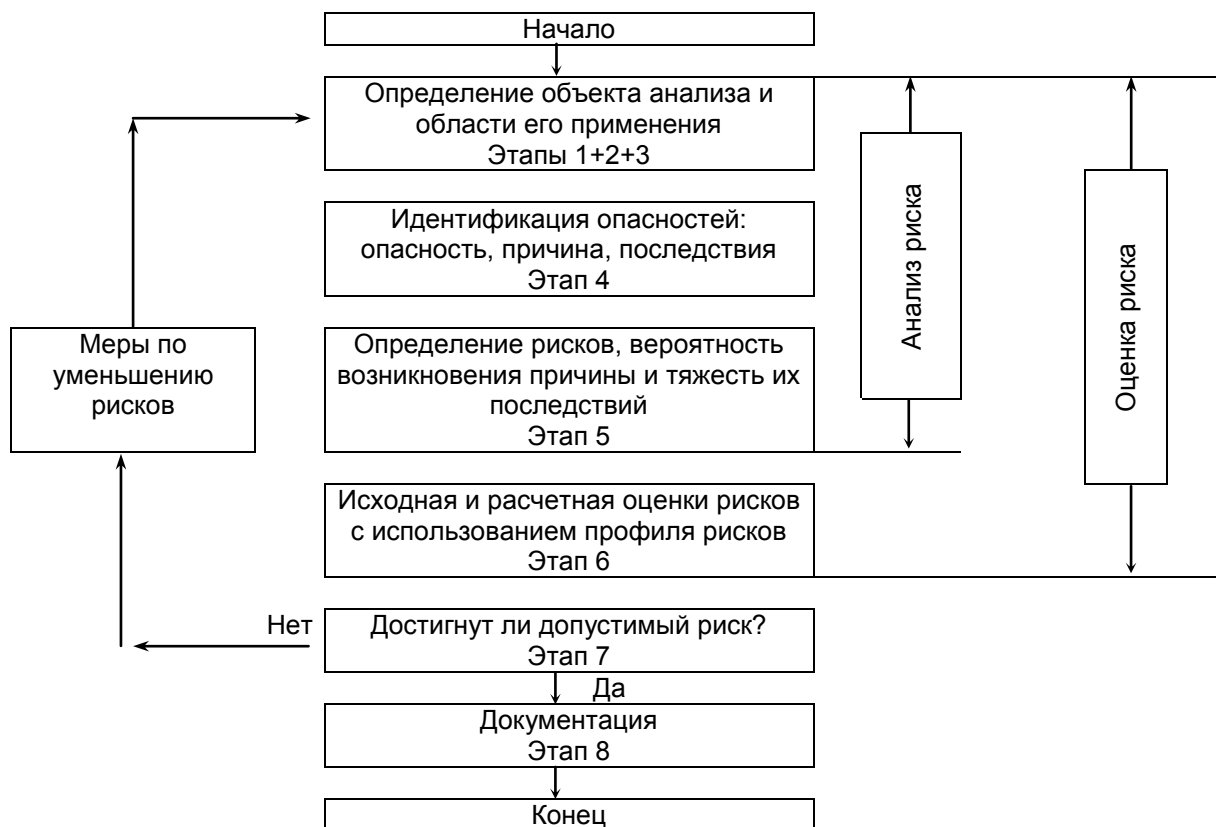 Начало
Определение объекта анализа и
области его применения
Этапы 1+2+3
Идентификация опасностей:
опасность, причина, последствия
Этап 4
Анализ риска
Оценка риска
Меры по
уменьшению
рисков
Определение рисков, вероятность
возникновения причины и тяжесть их
последствий
Этап 5
Исходная и расчетная оценки рисков
с использованием профиля рисков
Этап 6
Нет
Достигнут ли допустимый риск?
Этап 7
Да
Документация
Этап 8
Конец